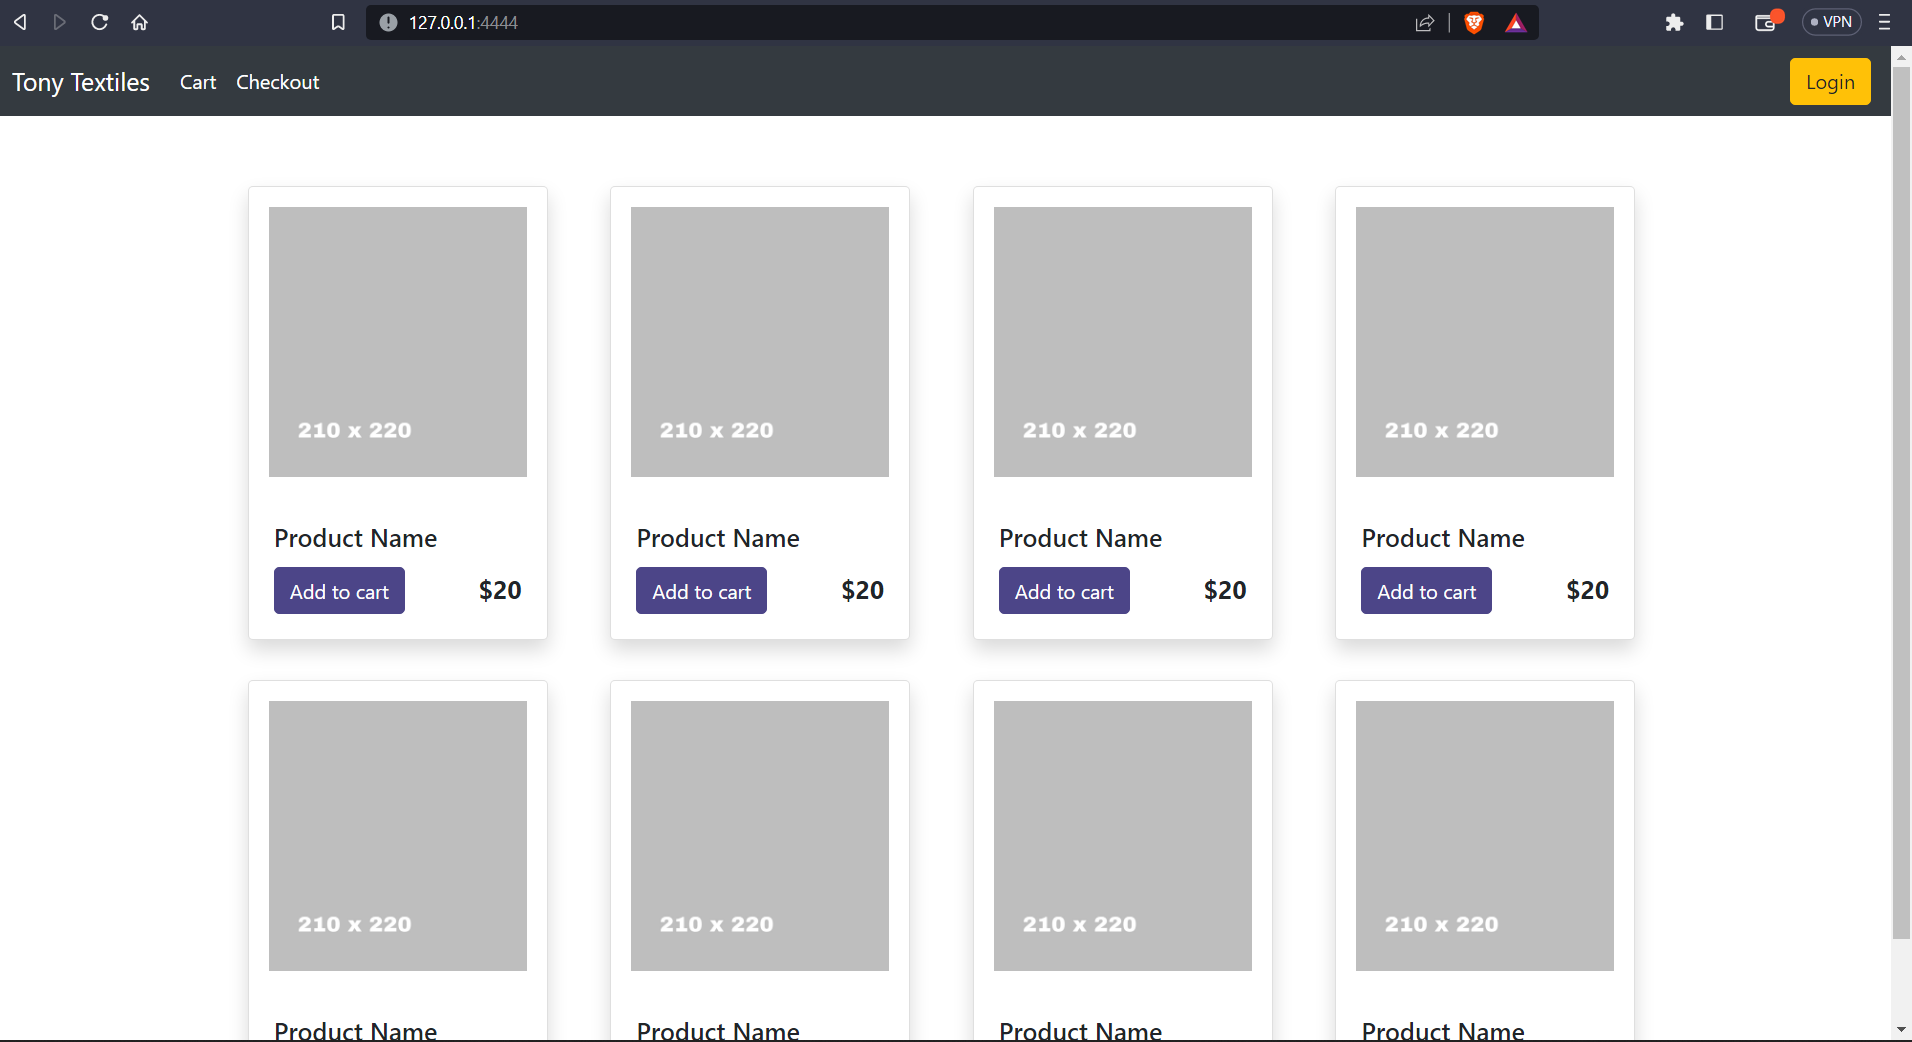 127.0.0.1:4444
VPN
Tony Textiles Cart Checkout Login
210 x 220 210 x 220 210 x 220 210 x 220
Product Name Product Name Product Name Product Name
Add to cart $20 Add to cart $20 Add to cart $20 Add to cart $20
210 x 220 210 x 220 210 x 220 210 x 220
Product Name Product Name Product Name Product Name